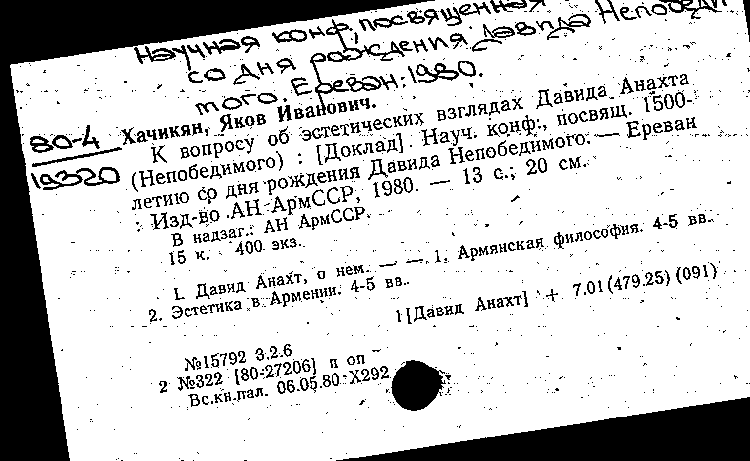 Научная конф., посвященная
со дня рождения Давида Непобеди
мого. Ереван. 1980.
80-4
19320
Хачикян, Яков Иванович.
К вопросу об эстетических взглядах Давида Анахта
(Непобедимого) : [Доклад]. Науч. конф., посвящ. 1500-
летию со дня рождения Давида Непобедимого. — Ереван
: Изд-во АН АрмССР, 1980. — 13 с.; 20 см.
В надзаг.: АН АрмССР.
15 к. 400 экз.
1. Давид Анахт, о нем. — — 1. Армянская философия. 4-5 вв..
2. Эстетика в Армении. 4-5 вв..
1[Давид Анахт] + 7.01(479.25)(091)
№15792 3.2.6
2 №322 [80-27206] п оп
Вс.кн.пал. 06.05.80 Х292